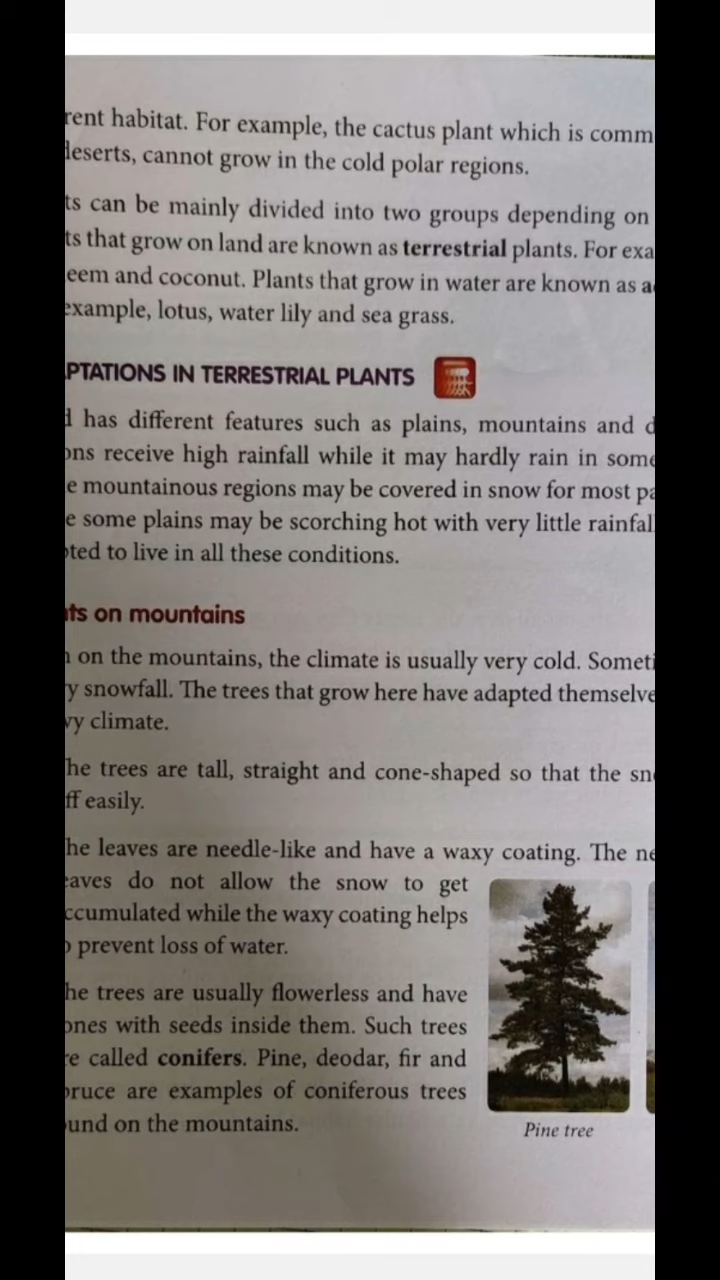 rent habitat. For example, the cactus plant which is comm
deserts, cannot grow in the cold polar regions.
ts can be mainly divided into two groups depending on
ts that grow on land are known as terrestrial plants. For exa
eem and coconut. Plants that grow in water are known as a
example, lotus, water lily and sea grass.
PTATIONS IN TERRESTRIAL PLANTS
d has different features such as plains, mountains and d
ons receive high rainfall while it may hardly rain in some
e mountainous regions may be covered in snow for most pa
e some plains may be scorching hot with very little rainfal
pted to live in all these conditions.
nts on mountains
n on the mountains, the climate is usually very cold. Someti
y snowfall. The trees that grow here have adapted themselve
wy climate.
he trees are tall, straight and cone-shaped so that the sno
ff easily.
he leaves are needle-like and have a waxy coating. The ne
eaves do not allow the snow to get
ccumulated while the waxy coating helps
o prevent loss of water.
he trees are usually flowerless and have
ones with seeds inside them. Such trees
re called conifers. Pine, deodar, fir and
pruce are examples of coniferous trees
ound on the mountains.
Pine tree